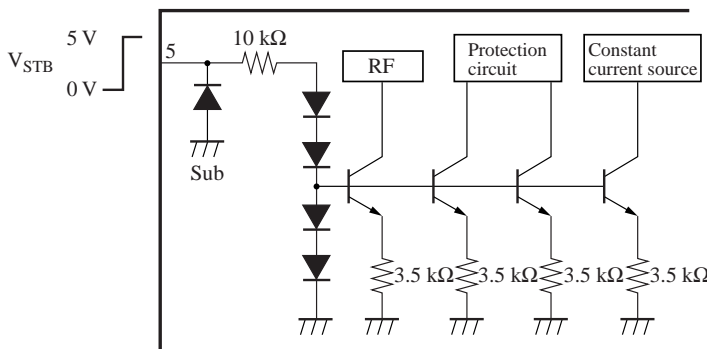 5 V
V_STB
0 V
5
10 kΩ
Sub
RF
Protection
circuit
Constant
current source
3.5 kΩ
3.5 kΩ
3.5 kΩ
3.5 kΩ